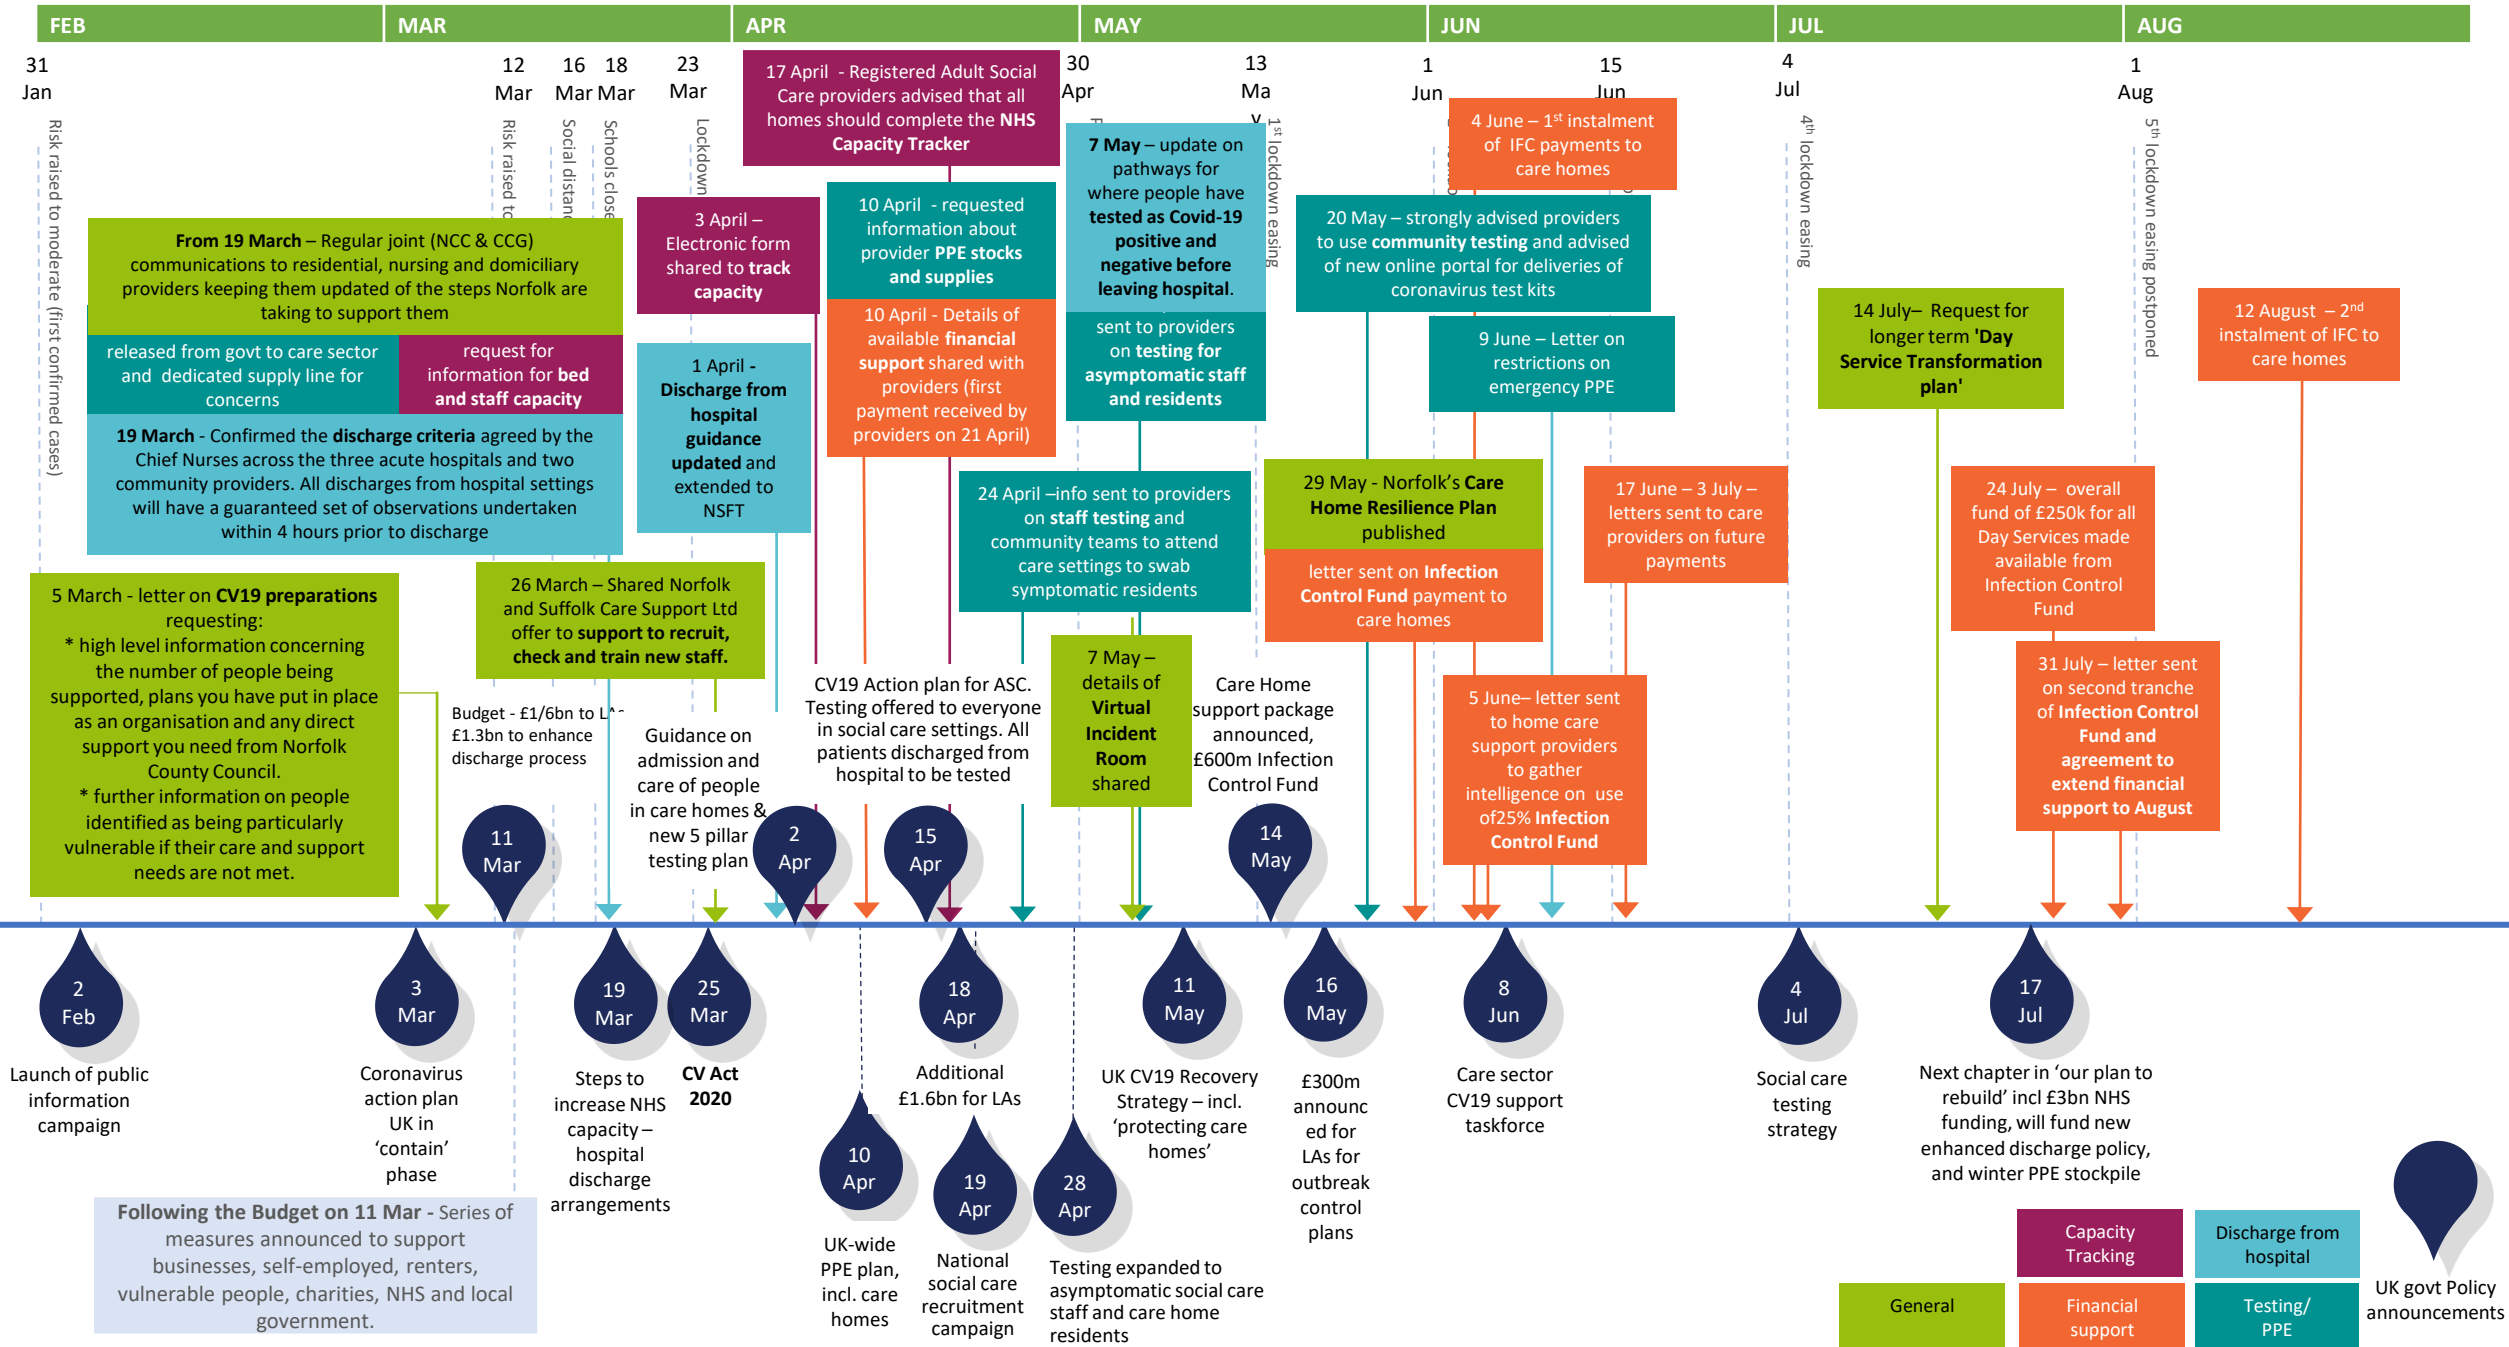 FEB
MAR
APR
MAY
JUN
JUL
AUG
31
Jan
12
Mar
16
Mar
18
Mar
23
Mar
30
Apr
13
Ma
y
1
Jun
15
Jun
4
Jul
1
Aug
Risk raised to moderate (first confirmed cases)
Risk raised to
Social distan
Schools close
Lockdown
1st lockdown easing
4th lockdown easing
5th lockdown easing postponed
17 April - Registered Adult Social
Care providers advised that all
homes should complete the NHS
Capacity Tracker
3 April –
Electronic form
shared to track
capacity
10 April - requested
information about
provider PPE stocks
and supplies
10 April - Details of
available financial
support shared with
providers (first
payment received by
providers on 21 April)
7 May – update on
pathways for
where people have
tested as Covid-19
positive and
negative before
leaving hospital.
sent to providers
on testing for
asymptomatic staff
and residents
4 June – 1st instalment
of IFC payments to
care homes
20 May – strongly advised providers
to use community testing and advised
of new online portal for deliveries of
coronavirus test kits
9 June – Letter on
restrictions on
emergency PPE
14 July– Request for
longer term 'Day
Service Transformation
plan'
12 August – 2nd
instalment of IFC to
care homes
From 19 March – Regular joint (NCC & CCG)
communications to residential, nursing and domiciliary
providers keeping them updated of the steps Norfolk are
taking to support them
released from govt to care sector
and dedicated supply line for
concerns
request for
information for bed
and staff capacity
19 March - Confirmed the discharge criteria agreed by the
Chief Nurses across the three acute hospitals and two
community providers. All discharges from hospital settings
will have a guaranteed set of observations undertaken
within 4 hours prior to discharge
1 April -
Discharge from
hospital
guidance
updated and
extended to
NSFT
24 April –info sent to providers
on staff testing and
community teams to attend
care settings to swab
symptomatic residents
29 May - Norfolk's Care
Home Resilience Plan
published
letter sent on Infection
Control Fund payment to
care homes
17 June – 3 July –
letters sent to care
providers on future
payments
24 July – overall
fund of £250k for all
Day Services made
available from
Infection Control
Fund
5 March - letter on CV19 preparations
requesting:
* high level information concerning
the number of people being
supported, plans you have put in place
as an organisation and any direct
support you need from Norfolk
County Council.
* further information on people
identified as being particularly
vulnerable if their care and support
needs are not met.
26 March – Shared Norfolk
and Suffolk Care Support Ltd
offer to support to recruit,
check and train new staff.
Budget - £1/6bn to LAs
£1.3bn to enhance
discharge process
Guidance on
admission and
care of people
in care homes &
new 5 pillar
testing plan
CV19 Action plan for ASC.
Testing offered to everyone
in social care settings. All
patients discharged from
hospital to be tested
7 May –
details of
Virtual
Incident
Room
shared
Care Home
support package
announced,
£600m Infection
Control Fund
5 June– letter sent
to home care
support providers
to gather
intelligence on use
of25% Infection
Control Fund
31 July – letter sent
on second tranche
of Infection Control
Fund and
agreement to
extend financial
support to August
11
Mar
2
Apr
15
Apr
14
May
2
Feb
3
Mar
19
Mar
25
Mar
18
Apr
11
May
16
May
8
Jun
4
Jul
17
Jul
Launch of public
information
campaign
Coronavirus
action plan
UK in
‘contain’
phase
Steps to
increase NHS
capacity –
hospital
discharge
arrangements
CV Act
2020
Additional
£1.6bn for LAs
UK CV19 Recovery
Strategy – incl.
‘protecting care
homes’
£300m
announc
ed for
LAs for
outbreak
control
plans
Care sector
CV19 support
taskforce
Social care
testing
strategy
Next chapter in ‘our plan to
rebuild’ incl £3bn NHS
funding, will fund new
enhanced discharge policy,
and winter PPE stockpile
10
Apr
19
Apr
28
Apr
UK-wide
PPE plan,
incl. care
homes
National
social care
recruitment
campaign
Testing expanded to
asymptomatic social care
staff and care home
residents
Following the Budget on 11 Mar - Series of
measures announced to support
businesses, self-employed, renters,
vulnerable people, charities, NHS and local
government.
Capacity
Tracking
Discharge from
hospital
General
Financial
support
Testing/
PPE
UK govt Policy
announcements